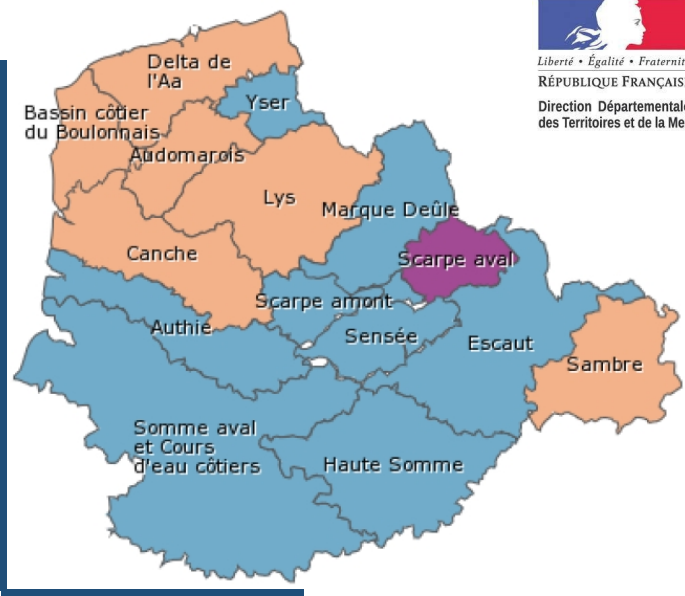 Liberté • Égalité • Fraternit
RÉPUBLIQUE FRANÇAIS
Direction Départementale
des Territoires et de la Me
Delta de
l'Aa
Yser
Bassin côtier
du Boulonnais
Audomarois
Lys
Marque Deûle
Canche
Scarpe aval
Scarpe amont
Authie
Sensée
Escaut
Sambre
Somme aval
et Cours
d'eau côtiers
Haute Somme